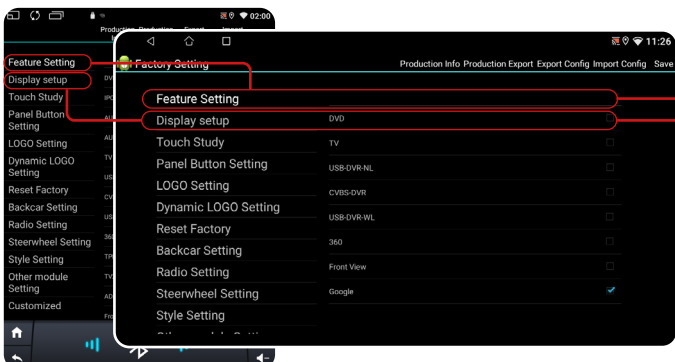 02:00
Production Production Export Import
Feature Setting
Display setup
Touch Study
Panel Button
Setting
LOGO Setting
Dynamic LOGO
Setting
Reset Factory
Backcar Setting
Radio Setting
Steerwheel Setting
Style Setting
Other module
Setting
Customized
11:26
Factory Setting
Production Info Production Export Export Config Import Config Save
Feature Setting
Display setup
DVD
Touch Study
TV
Panel Button Setting
USB-DVR-NL
LOGO Setting
CVBS-DVR
Dynamic LOGO Setting
USB-DVR-WL
Reset Factory
360
Backcar Setting
Front View
Radio Setting
Google
Steerwheel Setting
Style Setting